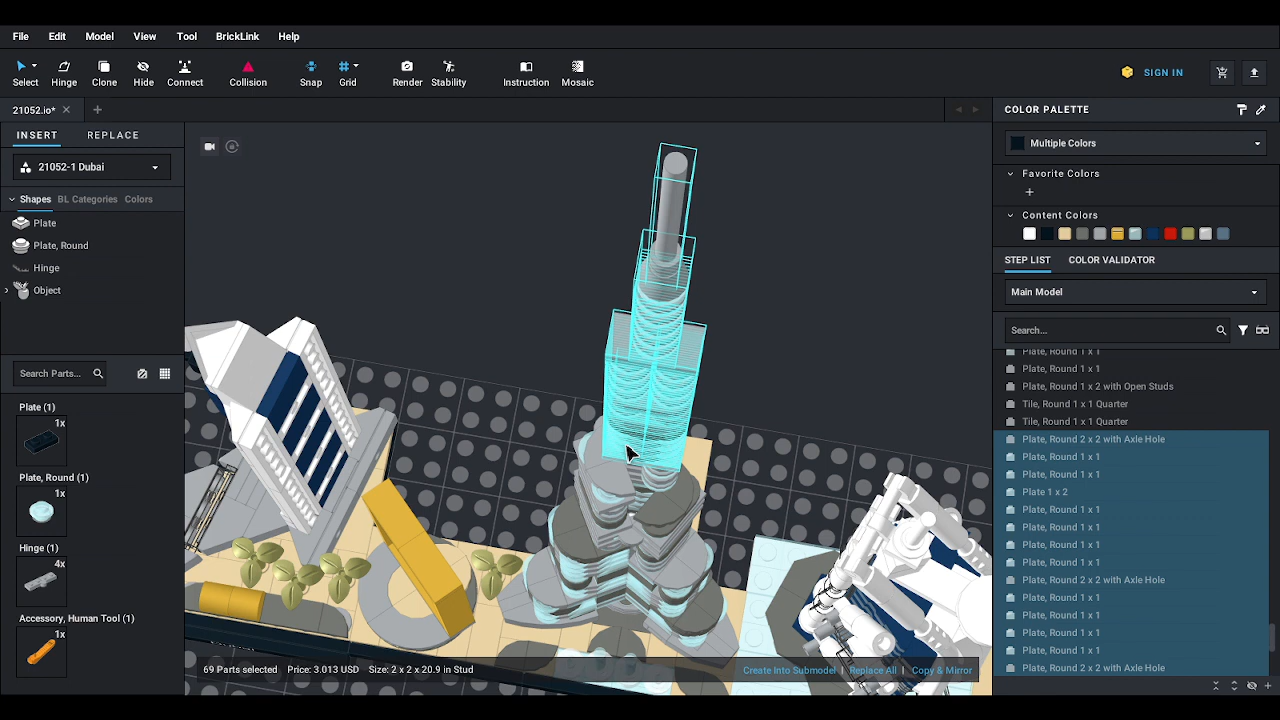 File Edit Model View Tool BrickLink Help
Select Hinge Clone Hide Connect Collision Snap Grid Render Stability Instruction Mosaic
SIGN IN
21052.io*
INSERT REPLACE
21052-1 Dubai
Shapes BL Categories Colors
Plate
Plate, Round
Hinge
Object
Search Parts...
Plate (1)
1x
Plate, Round (1)
1x
Hinge (1)
4x
Accessory, Human Tool (1)
1x
69 Parts selected Price: 3.013 USD Size: 2 x 2 x 20.9 in Stud
Create Into Submodel | Replace All | Copy & Mirror
COLOR PALETTE
Multiple Colors
Favorite Colors
+
Content Colors
STEP LIST COLOR VALIDATOR
Main Model
Search...
Plate, Round 1 x 1
Plate, Round 1 x 1
Plate, Round 1 x 2 with Open Studs
Tile, Round 1 x 1 Quarter
Tile, Round 1 x 1 Quarter
Plate, Round 2 x 2 with Axle Hole
Plate, Round 1 x 1
Plate, Round 1 x 1
Plate 1 x 2
Plate, Round 1 x 1
Plate, Round 1 x 1
Plate, Round 1 x 1
Plate, Round 1 x 1
Plate, Round 2 x 2 with Axle Hole
Plate, Round 1 x 1
Plate, Round 1 x 1
Plate, Round 1 x 1
Plate, Round 1 x 1
Plate, Round 2 x 2 with Axle Hole